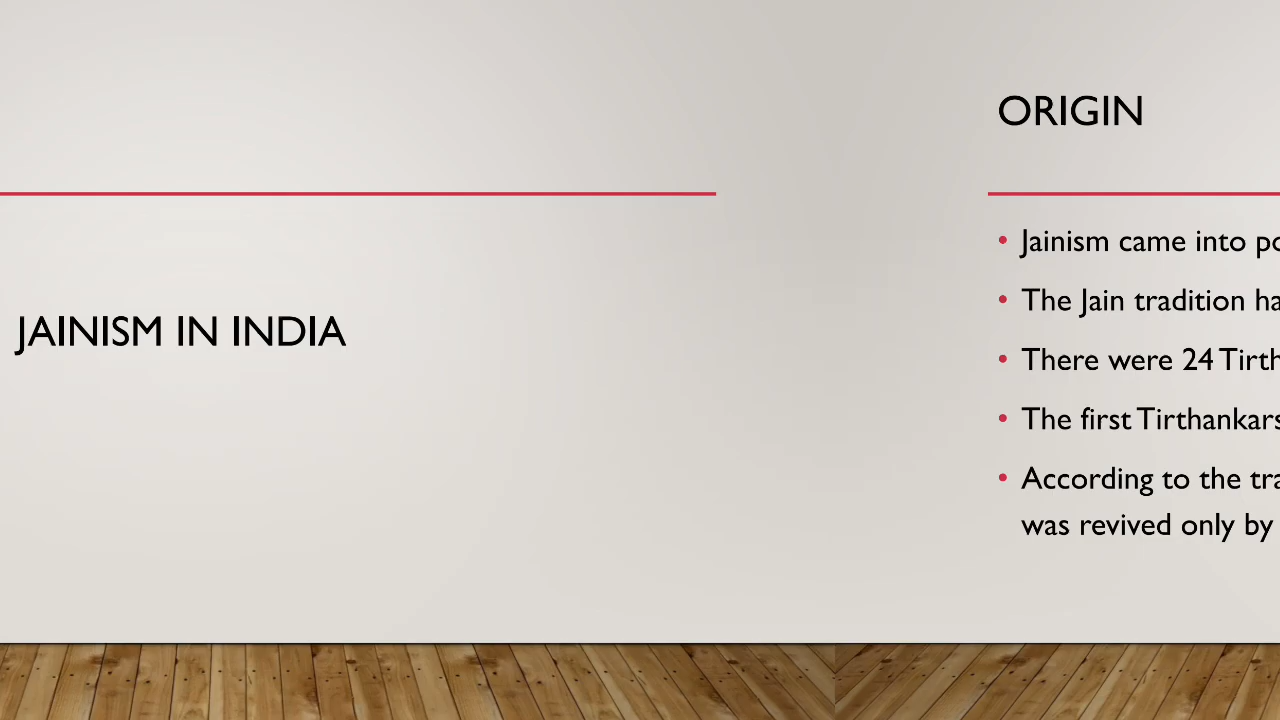 JAINISM IN INDIA
ORIGIN
• Jainism came into
• The Jain tradition
• There were 24
• The first Tirthankars
• According to the
was revived only by